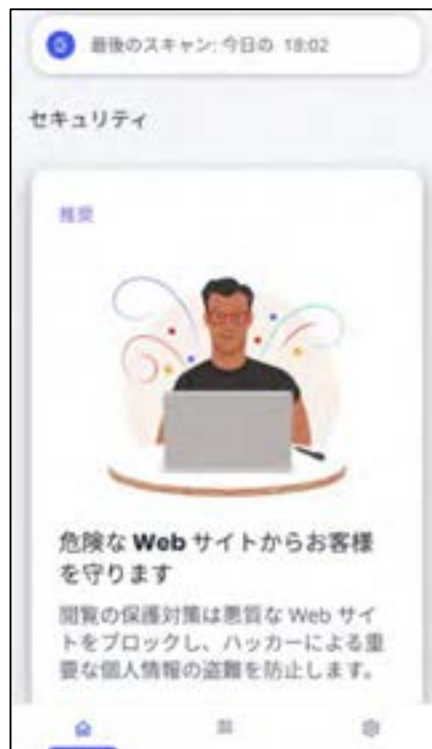 最後のスキャン: 今日の 18:02
セキュリティ
推奨
危険な Web サイトからお客様
を守ります
閲覧の保護対策は悪質な Web サイ
トをブロックし、ハッカーによる重
要な個人情報の盗難を防止します。